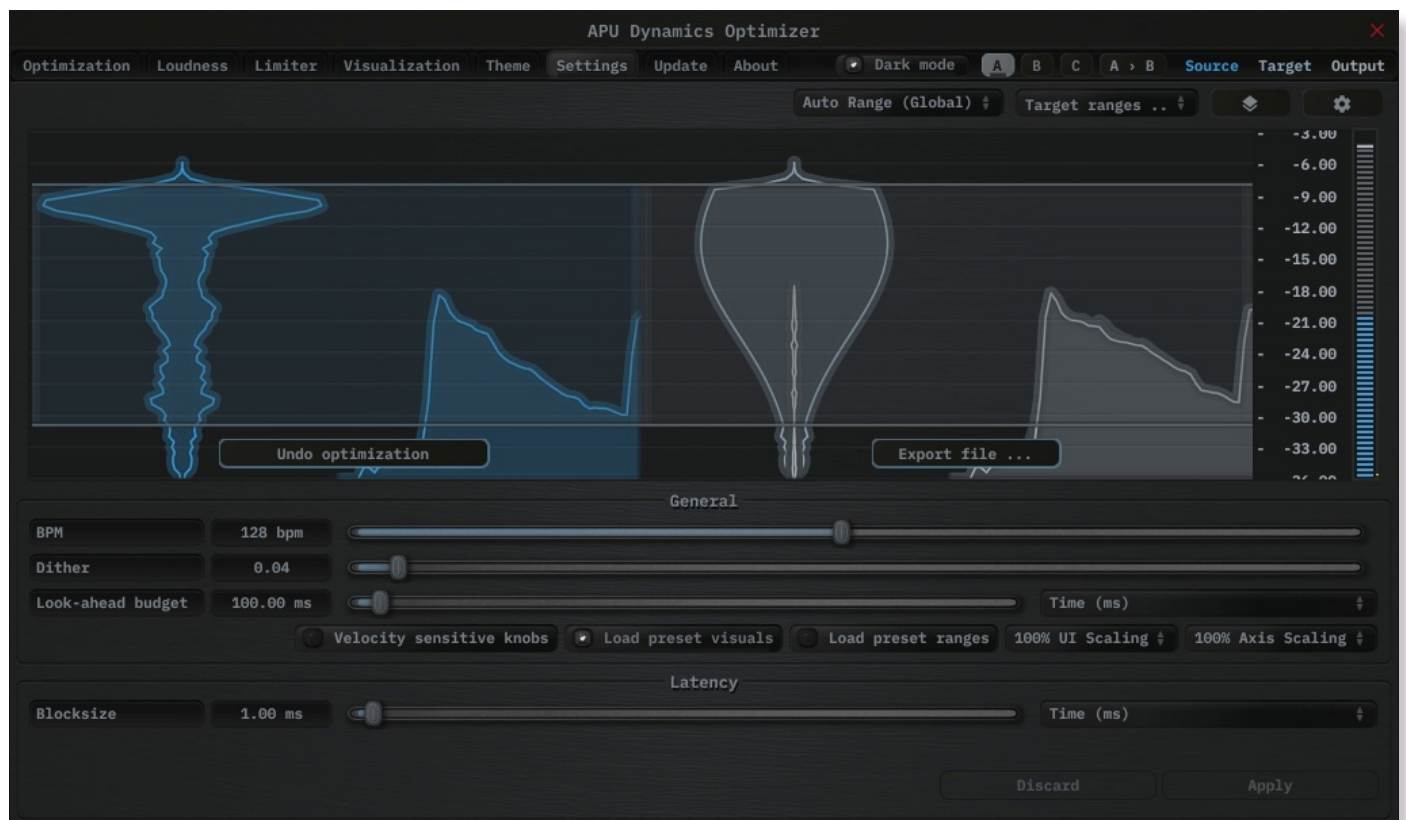 APU Dynamics Optimizer
Optimization Loudness Limiter Visualization Theme Settings Update About Dark mode A B C A › B Source Target Output
Auto Range (Global) Target ranges ..
- -3.00
- -6.00
- -9.00
- -12.00
- -15.00
- -18.00
- -21.00
- -24.00
- -27.00
- -30.00
- -33.00
Undo optimization Export file ...
General
BPM 128 bpm
Dither 0.04
Look-ahead budget 100.00 ms Time (ms)
Velocity sensitive knobs Load preset visuals Load preset ranges 100% UI Scaling 100% Axis Scaling
Latency
Blocksize 1.00 ms Time (ms)
Discard Apply